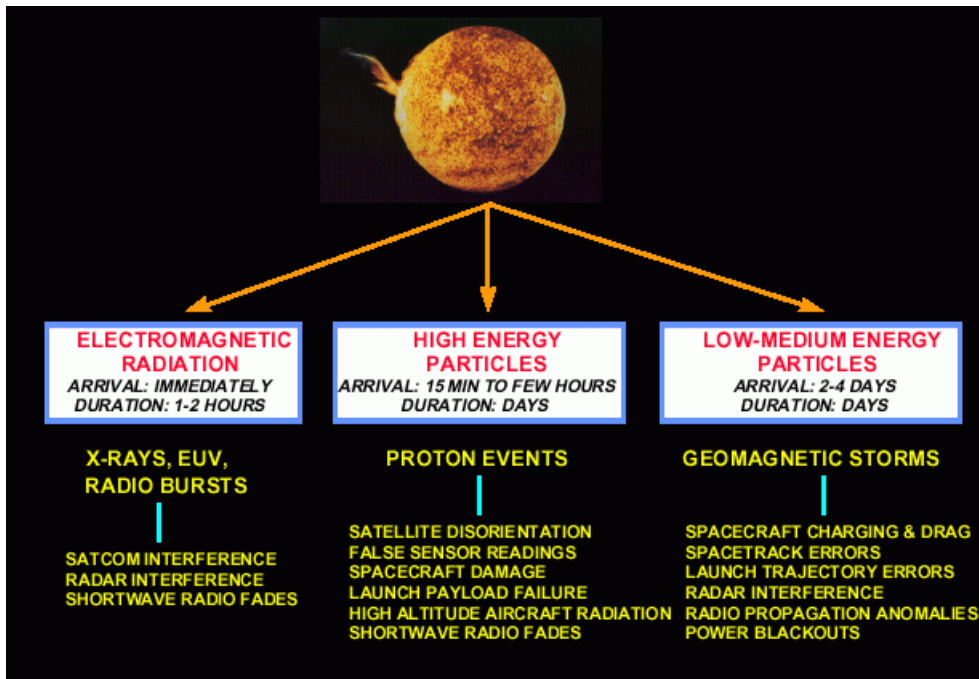 ELECTROMAGNETIC
RADIATION
ARRIVAL: IMMEDIATELY
DURATION: 1-2 HOURS
X-RAYS, EUV,
RADIO BURSTS
SATCOM INTERFERENCE
RADAR INTERFERENCE
SHORTWAVE RADIO FADES
HIGH ENERGY
PARTICLES
ARRIVAL: 15 MIN TO FEW HOURS
DURATION: DAYS
PROTON EVENTS
SATELLITE DISORIENTATION
FALSE SENSOR READINGS
SPACECRAFT DAMAGE
LAUNCH PAYLOAD FAILURE
HIGH ALTITUDE AIRCRAFT RADIATION
SHORTWAVE RADIO FADES
LOW-MEDIUM ENERGY
PARTICLES
ARRIVAL: 2-4 DAYS
DURATION: DAYS
GEOMAGNETIC STORMS
SPACECRAFT CHARGING & DRAG
SPACETRACK ERRORS
LAUNCH TRAJECTORY ERRORS
RADAR INTERFERENCE
RADIO PROPAGATION ANOMALIES
POWER BLACKOUTS